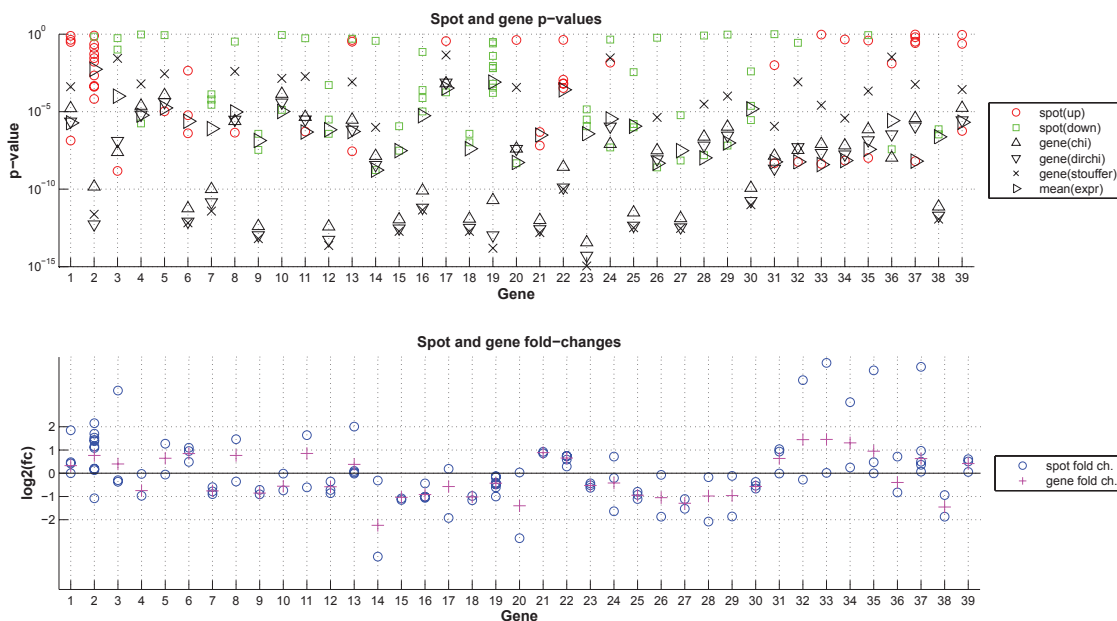 Spot and gene p−values
10^0
10^−5
10^−10
10^−15
p−value
1 2 3 4 5 6 7 8 9 10 11 12 13 14 15 16 17 18 19 20 21 22 23 24 25 26 27 28 29 30 31 32 33 34 35 36 37 38 39
Gene
spot(up)
spot(down)
gene(chi)
gene(dirchi)
gene(stouffer)
mean(expr)
Spot and gene fold−changes
2
1
0
−1
−2
log2(fc)
1 2 3 4 5 6 7 8 9 10 11 12 13 14 15 16 17 18 19 20 21 22 23 24 25 26 27 28 29 30 31 32 33 34 35 36 37 38 39
Gene
spot fold ch.
gene fold ch.